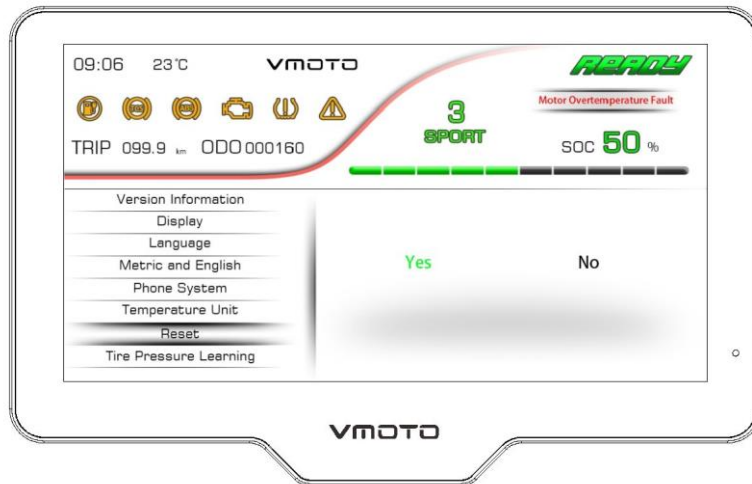 09:06 23°C VMOTO READY
Motor Overtemperature Fault
3
SPORT
TRIP 099.9 km ODO 000160
SOC 50 %
Version Information
Display
Language
Metric and English
Phone System
Temperature Unit
Reset
Tire Pressure Learning
Yes No
VMOTO